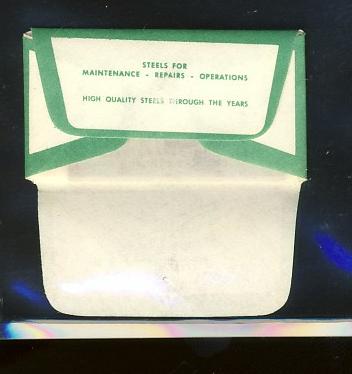 STEELS FOR
MAINTENANCE - REPAIRS - OPERATIONS
HIGH QUALITY STEELS THROUGH THE YEARS